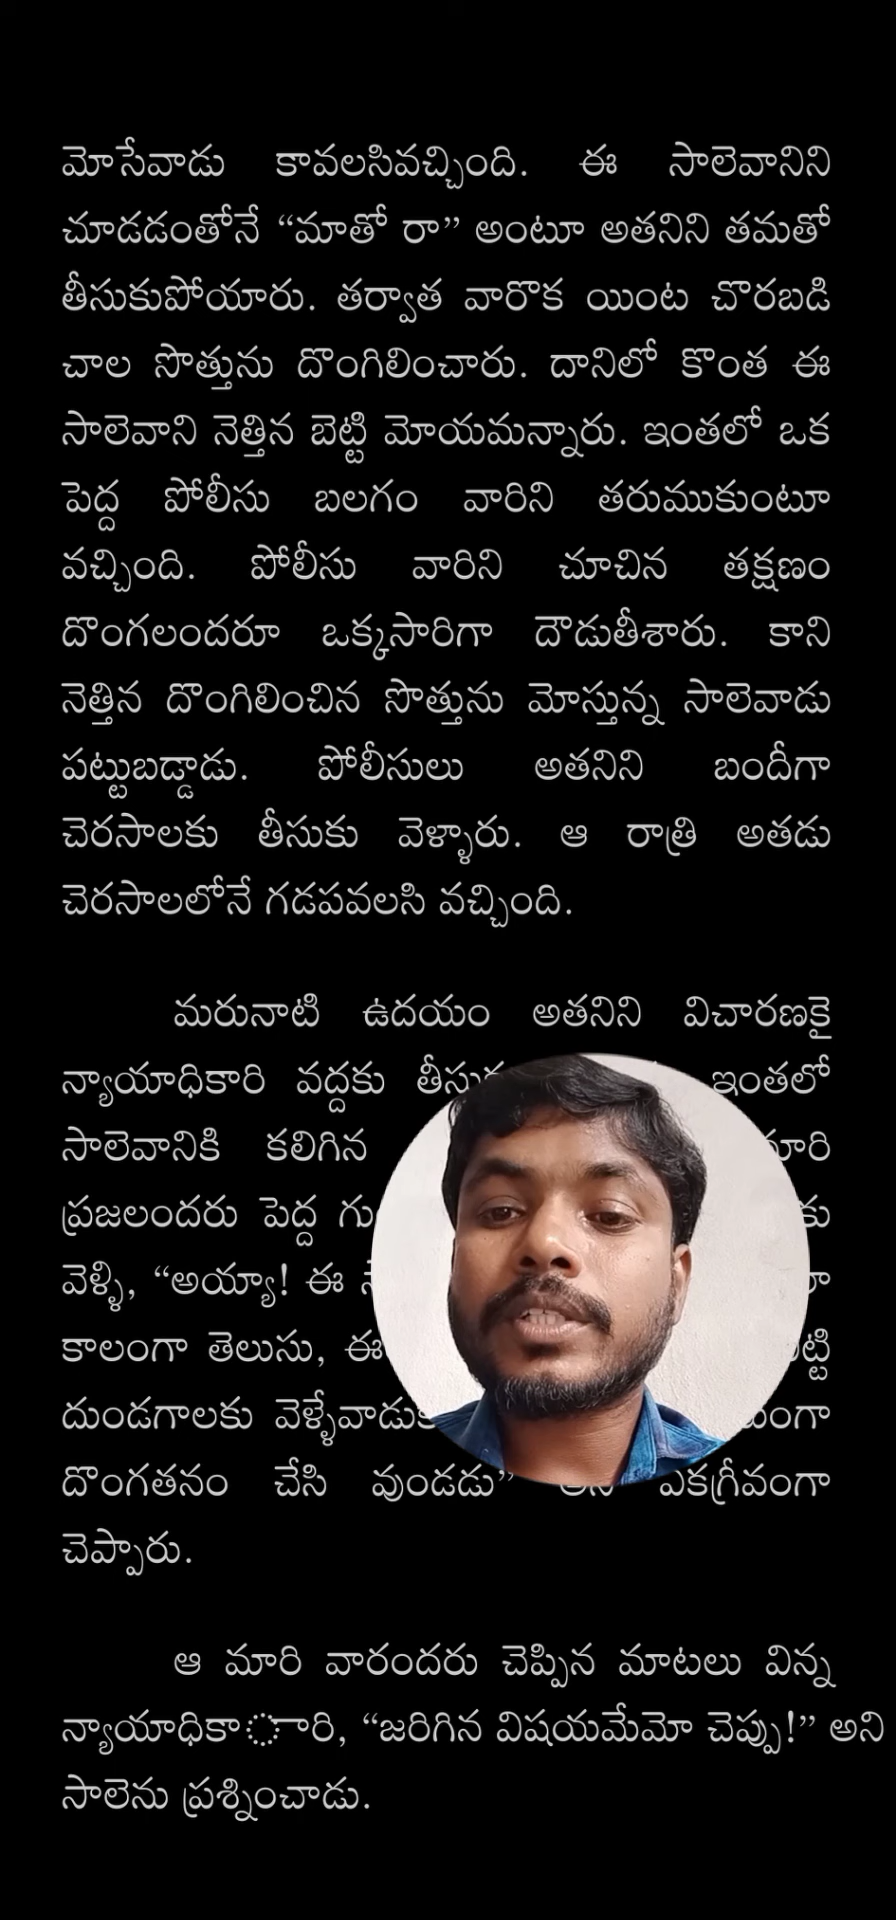 మోసేవాడు కావలసివచ్చింది. ఈ సాలెవానిని
చూడడంతోనే “మాతో రా” అంటూ అతనిని తమతో
తీసుకుపోయారు. తర్వాత వారొక యింట చొరబడి
చాల సొత్తును దొంగిలించారు. దానిలో కొంత ఈ
సాలెవాని నెత్తిన బెట్టి మోయమన్నారు. ఇంతలో ఒక
పెద్ద పోలీసు బలగం వారిని తరుముకుంటూ
వచ్చింది. పోలీసు వారిని చూచిన తక్షణం
దొంగలందరూ ఒక్కసారిగా దౌడుతీశారు. కాని
నెత్తిన దొంగిలించిన సొత్తును మోస్తున్న సాలెవాడు
పట్టుబడ్డాడు. పోలీసులు అతనిని బందీగా
చెరసాలకు తీసుకు వెళ్ళారు. ఆ రాత్రి అతడు
చెరసాలలోనే గడపవలసి వచ్చింది.
మరునాటి ఉదయం అతనిని విచారణకై
న్యాయాధికారి వద్దకు ఇంతలో
సాలెవానికి కలిగిన
ప్రజలందరు పెద్ద
వెళ్ళి, “అయ్యా! ఈ
కాలంగా తెలుసు,
దుండగాలకు
దొంగతనం చేసి వుండడు” అని ఏకగ్రీవంగా
చెప్పారు.
ఆ మారి వారందరు చెప్పిన మాటలు విన్న
న్యాయాధికాాారి, “జరిగిన విషయమేమో చెప్పు!” అని
సాలెను ప్రశ్నించాడు.